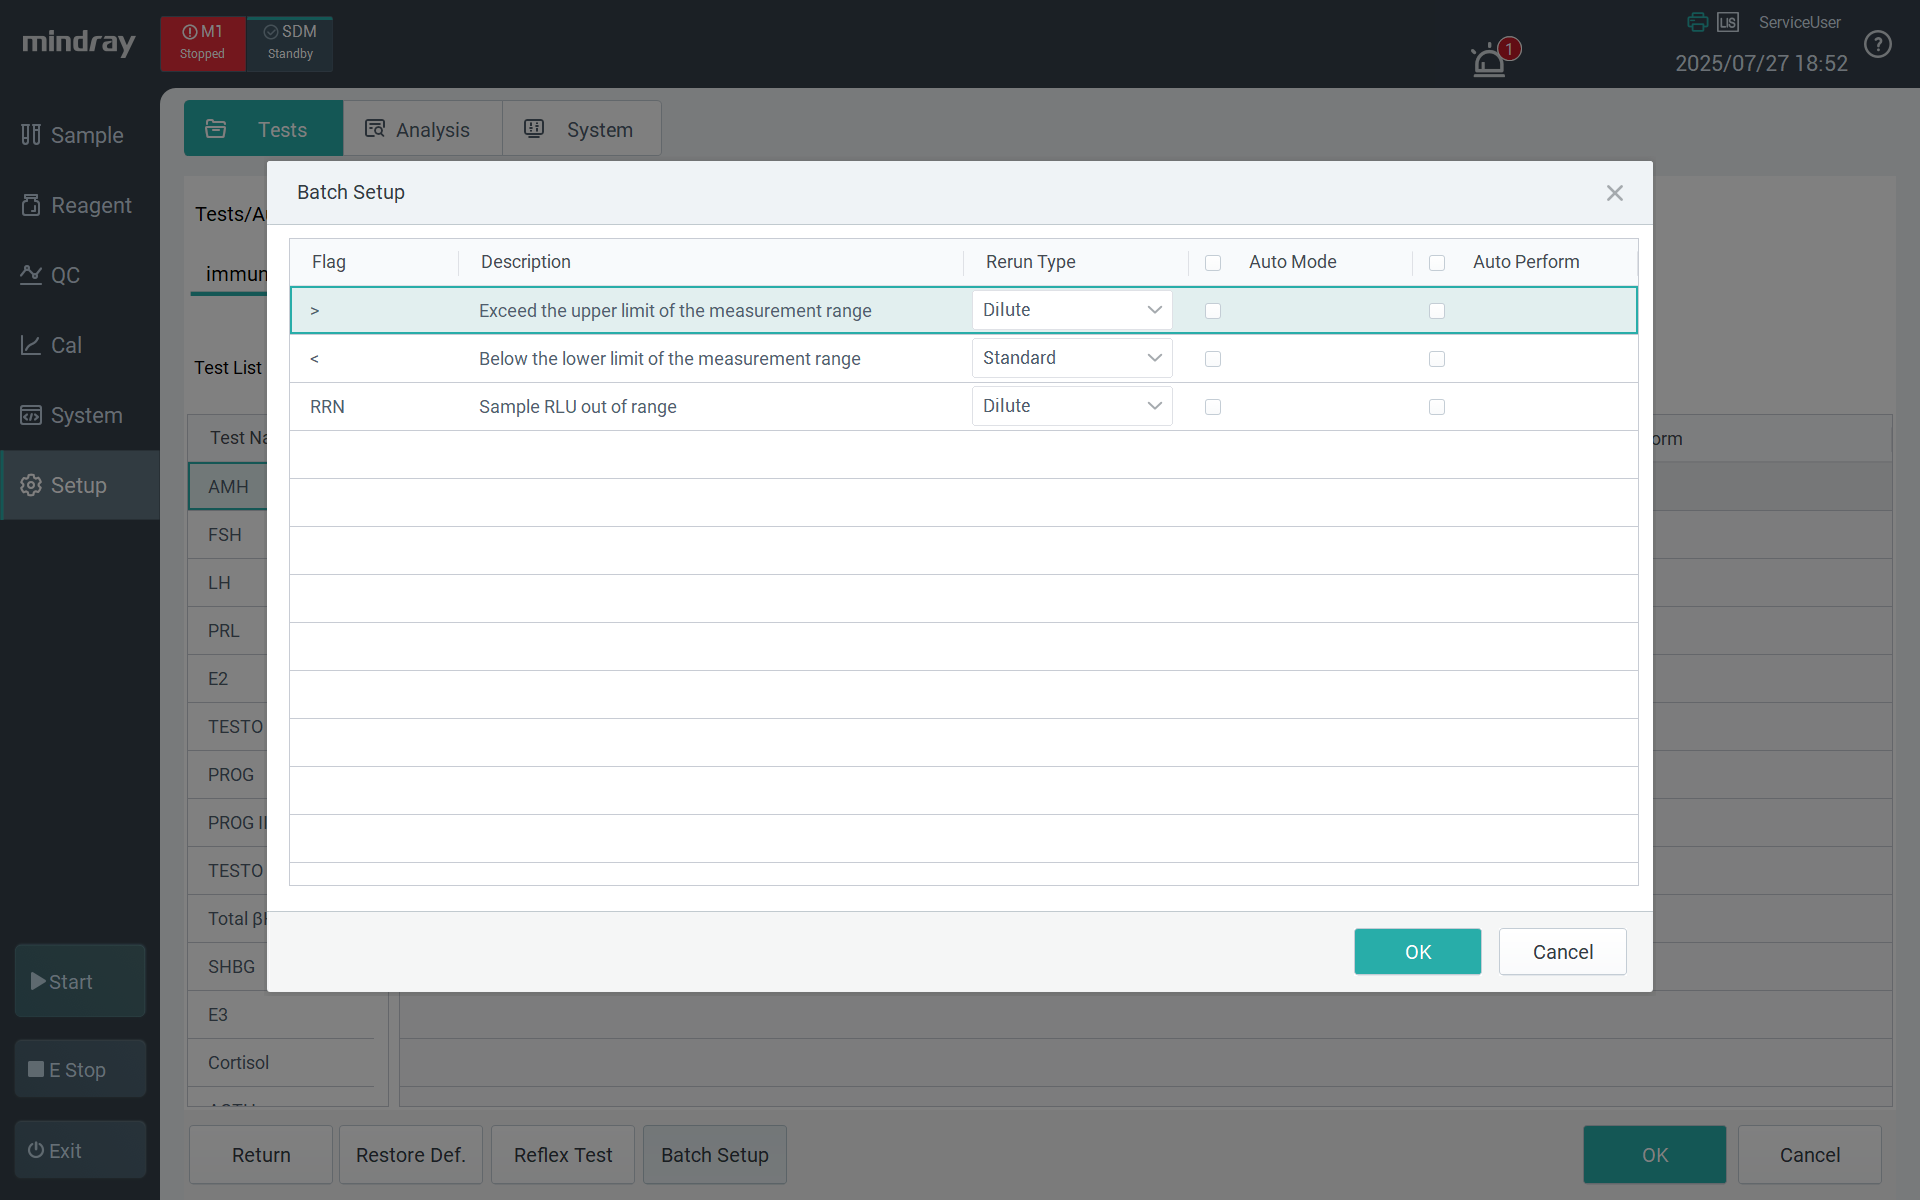 mindray
M1
Stopped
SDM
Standby
1
LIS
ServiceUser
2025/07/27 18:52
?
Sample
Reagent
QC
Cal
System
Setup
Start
E Stop
Exit
Tests
Analysis
System
Tests/A
immun
Test List
Test Na
AMH
FSH
LH
PRL
E2
TESTO
PROG
PROG II
TESTO
Total β
SHBG
E3
Cortisol
orm
Batch Setup
Flag Description Rerun Type Auto Mode Auto Perform
> Exceed the upper limit of the measurement range Dilute
< Below the lower limit of the measurement range Standard
RRN Sample RLU out of range Dilute
OK
Cancel
Return
Restore Def.
Reflex Test
Batch Setup
OK
Cancel